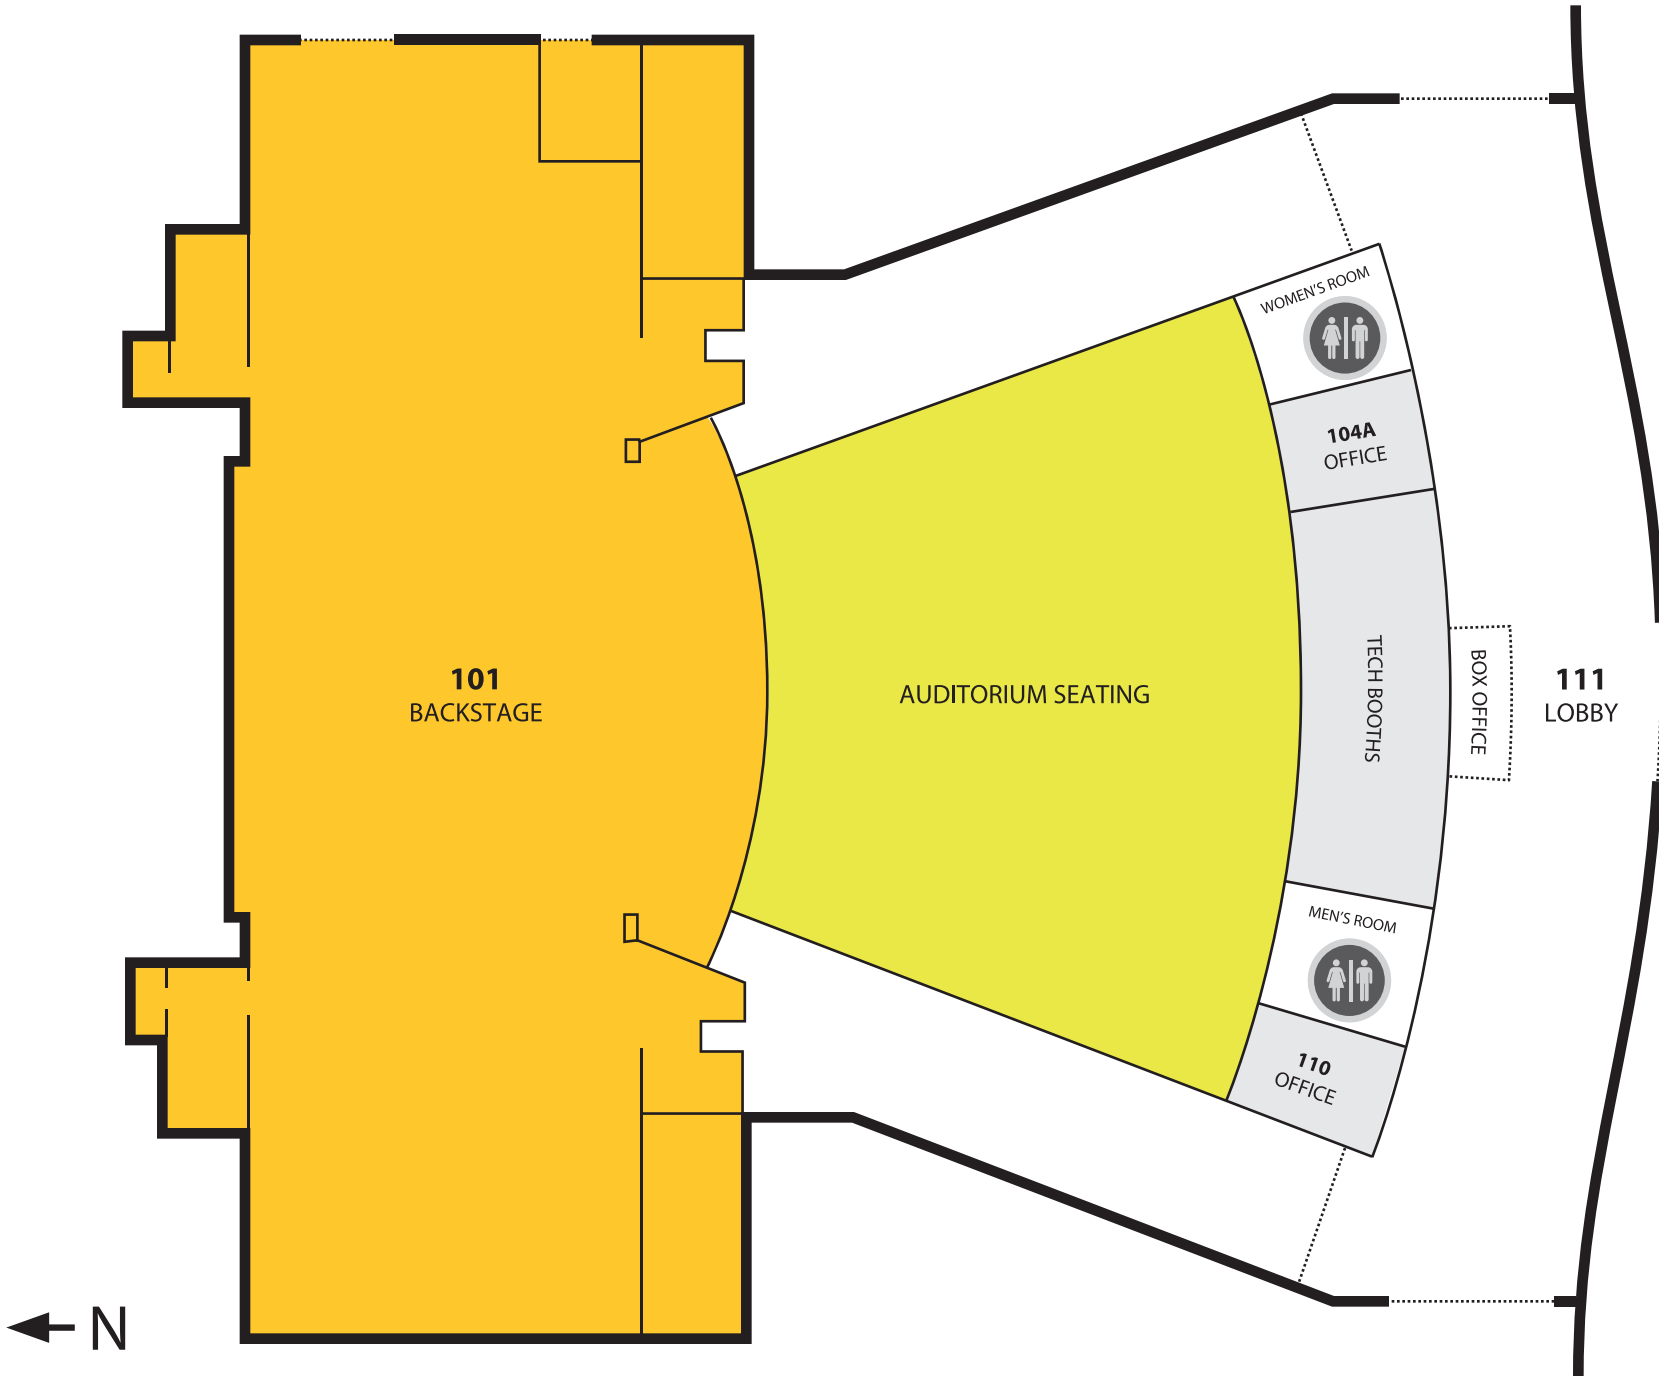 WOMEN'S ROOM
104A
OFFICE
101
BACKSTAGE
AUDITORIUM SEATING
TECH BOOTHS
BOX OFFICE
111
LOBBY
MEN'S ROOM
110
OFFICE
N